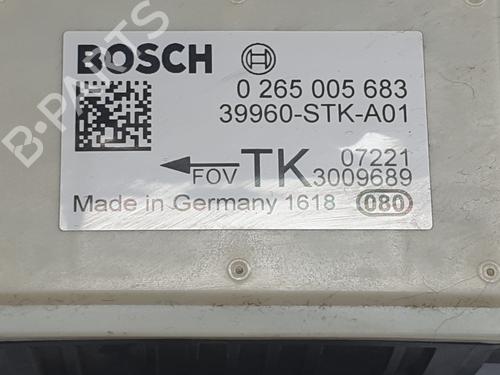 BOSCH
0 265 005 683
39960-STK-A01
FOV TK 07221
3009689
Made in Germany 1618 080
B-PARTS